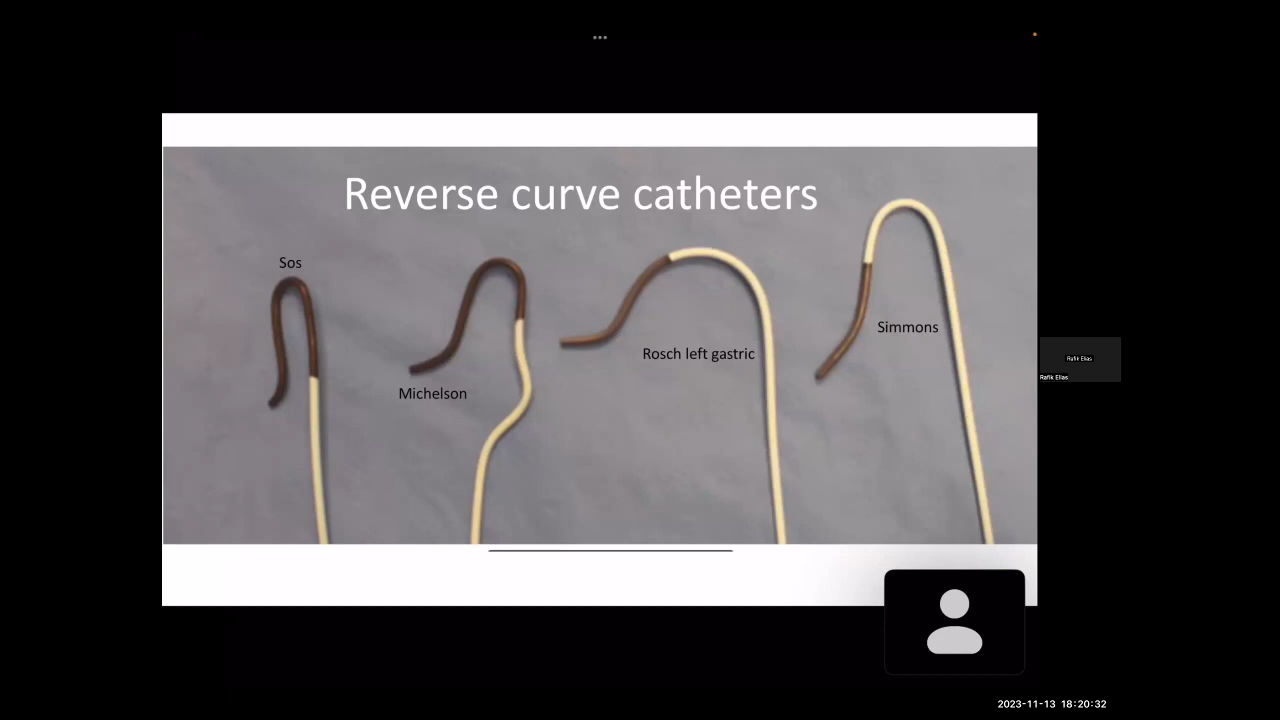 Reverse curve catheters
Sos
Simmons
Rosch left gastric
Michelson
Rafik Elias
Rafik Elias
2023-11-13 18:20:32